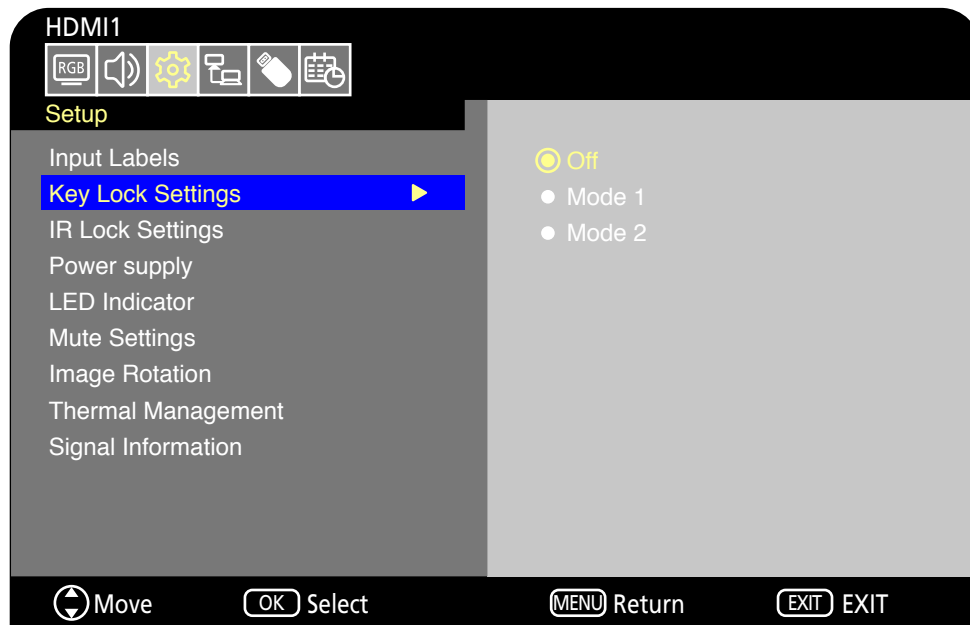 HDMI1
RGB
Setup
Input Labels
Key Lock Settings
IR Lock Settings
Power supply
LED Indicator
Mute Settings
Image Rotation
Thermal Management
Signal Information
Off
Mode 1
Mode 2
Move OK Select MENU Return EXIT EXIT